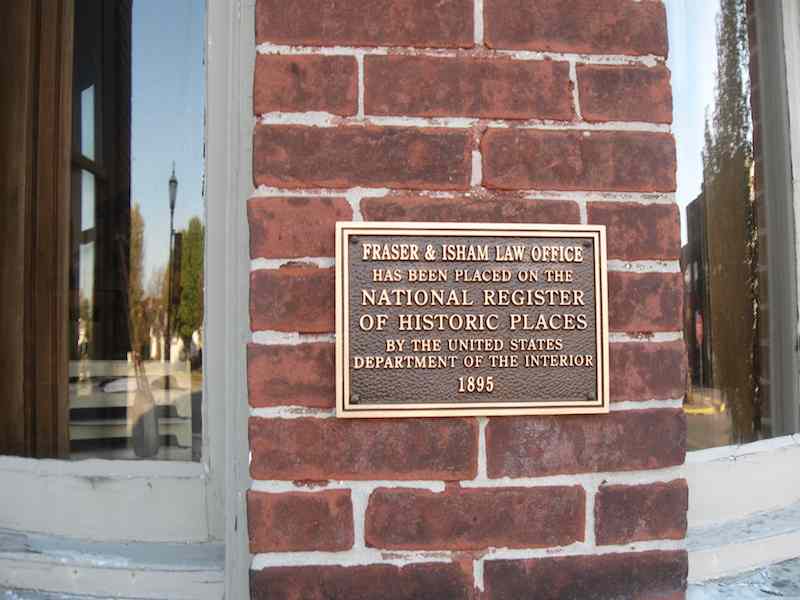 FRASER & ISHAM LAW OFFICE
HAS BEEN PLACED ON THE
NATIONAL REGISTER
OF HISTORIC PLACES
BY THE UNITED STATES
DEPARTMENT OF THE INTERIOR
1895